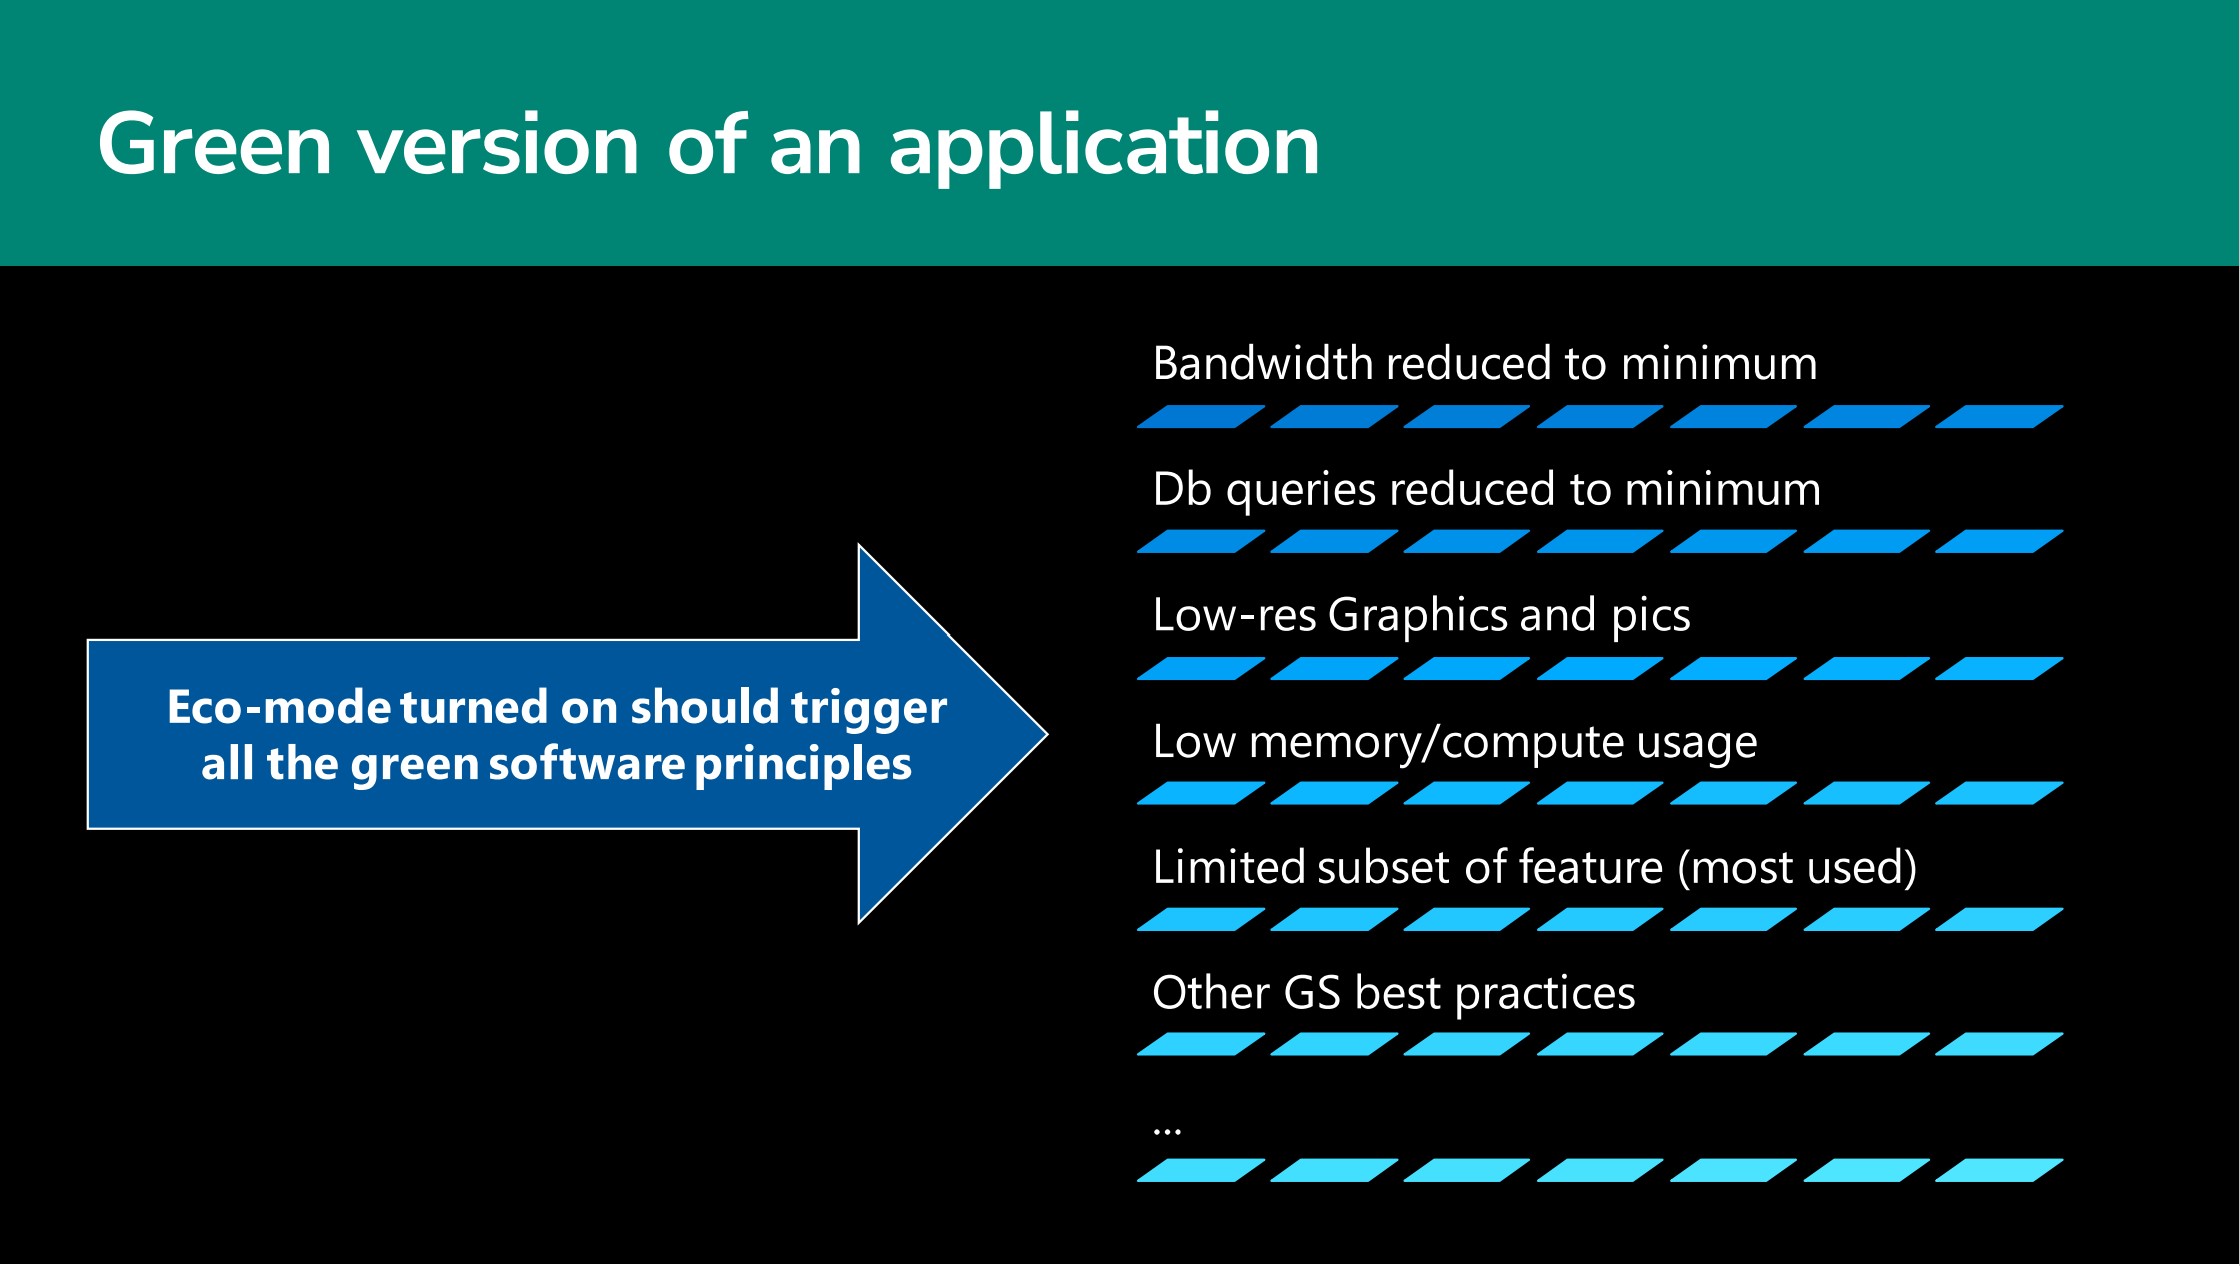 Green version of an application
Eco-mode turned on should trigger
all the green software principles
Bandwidth reduced to minimum
Db queries reduced to minimum
Low-res Graphics and pics
Low memory/compute usage
Limited subset of feature (most used)
Other GS best practices
...